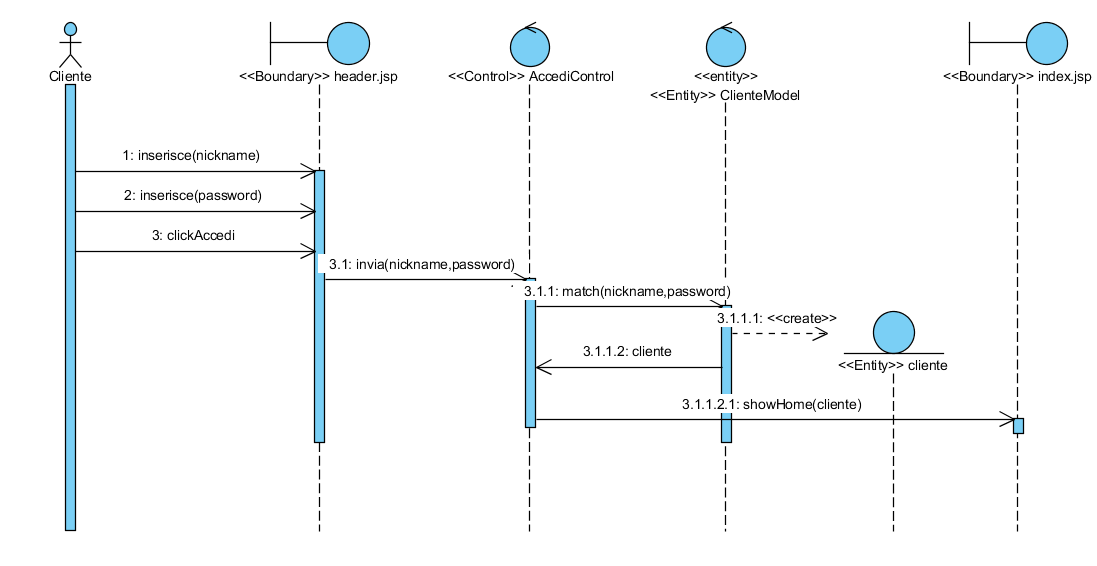 Cliente
<<Boundary>> header.jsp
<<Control>> AccediControl
<<entity>>
<<Entity>> ClienteModel
<<Boundary>> index.jsp
1: inserisce(nickname)
2: inserisce(password)
3: clickAccedi
3.1: invia(nickname,password)
3.1.1: match(nickname,password)
3.1.1.1: <<create>>
3.1.1.2: cliente
<<Entity>> cliente
3.1.1.2.1: showHome(cliente)